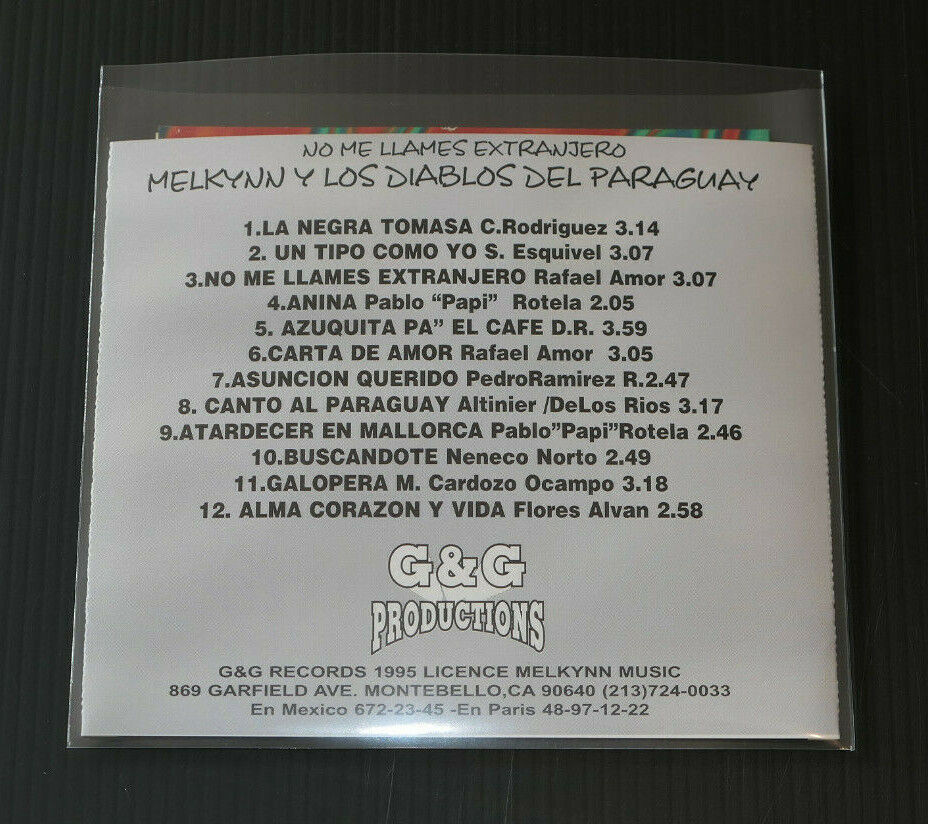 NO ME LLAMES EXTRANJERO
MELKYNN Y LOS DIABLOS DEL PARAGUAY
1.LA NEGRA TOMASA C.Rodriguez 3.14
2. UN TIPO COMO YO S. Esquivel 3.07
3.NO ME LLAMES EXTRANJERO Rafael Amor 3.07
4.ANINA Pablo "Papi" Rotela 2.05
5. AZUQUITA PA" EL CAFE D.R. 3.59
6.CARTA DE AMOR Rafael Amor 3.05
7.ASUNCION QUERIDO PedroRamirez R.2.47
8. CANTO AL PARAGUAY Altinier /DeLos Rios 3.17
9.ATARDECER EN MALLORCA Pablo"Papi"Rotela 2.46
10.BUSCANDOTE Neneco Norto 2.49
11.GALOPERA M. Cardozo Ocampo 3.18
12. ALMA CORAZON Y VIDA Flores Alvan 2.58
G&G
PRODUCTIONS
G&G RECORDS 1995 LICENCE MELKYNN MUSIC
869 GARFIELD AVE. MONTEBELLO,CA 90640 (213)724-0033
En Mexico 672-23-45 -En Paris 48-97-12-22